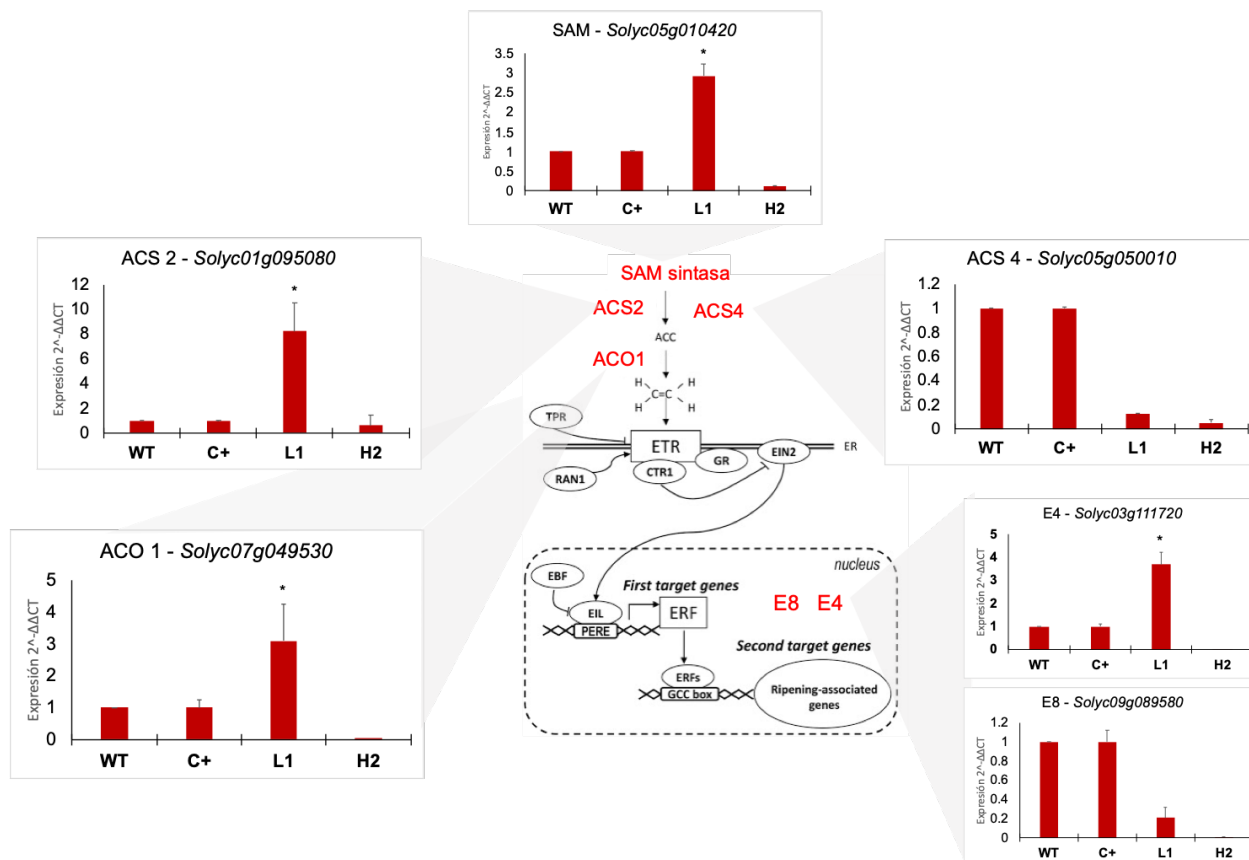 SAM - Solyc05g010420
Expresión 2^-ΔΔCT
3.5
3
2.5
2
1.5
1
0.5
0
*
WT C+ L1 H2
ACS 2 - Solyc01g095080
Expresión 2^-ΔΔCT
12
10
8
6
4
2
0
*
WT C+ L1 H2
ACS 4 - Solyc05g050010
Expresión 2^-ΔΔCT
1.2
1
0.8
0.6
0.4
0.2
0
WT C+ L1 H2
SAM sintasa
ACS2 ACS4
ACC
ACO1
H H
C=C
H H
TPR
ETR
ER
EIN2
GR
CTR1
RAN1
nucleus
EBF
First target genes
EIL
ERF
E8 E4
PERE
Second target genes
ERFs
GCC box
Ripening-associated
genes
ACO 1 - Solyc07g049530
Expresión 2^-ΔΔCT
5
4
3
2
1
0
*
WT C+ L1 H2
E4 - Solyc03g111720
Expresión 2^-ΔΔCT
5
4
3
2
1
0
*
WT C+ L1 H2
E8 - Solyc09g089580
Expresión 2^-ΔΔCT
1.2
1
0.8
0.6
0.4
0.2
0
WT C+ L1 H2